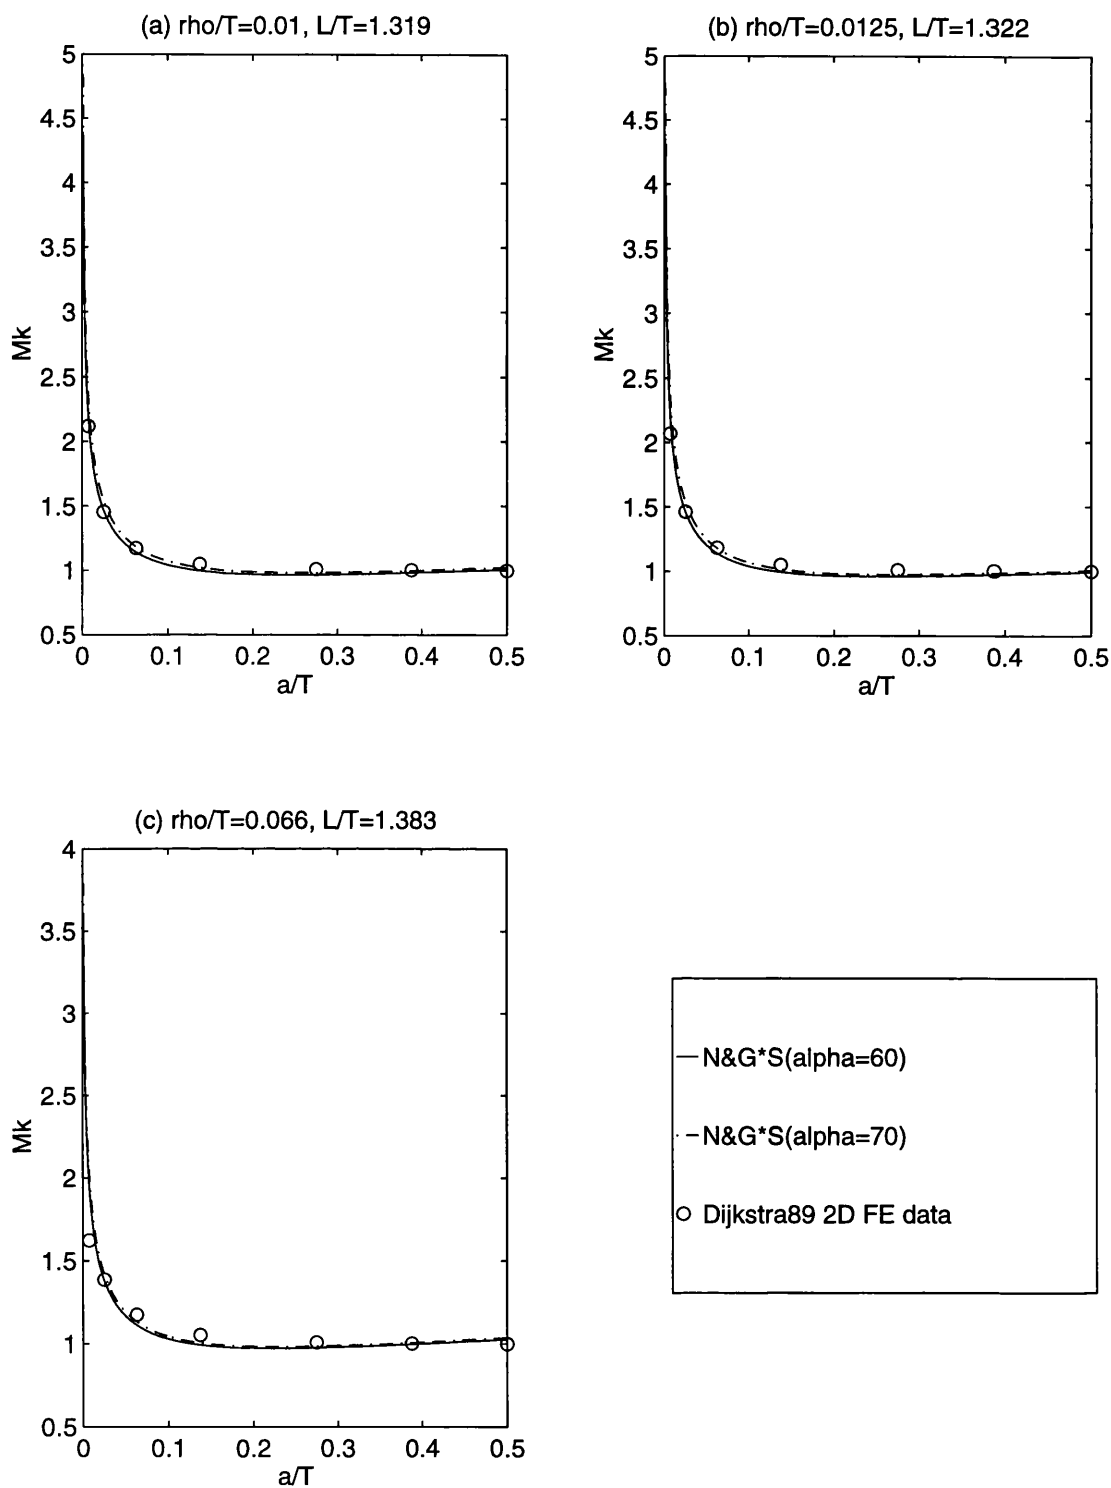 (a) rho/T=0.01, L/T=1.319
5
4.5
4
3.5
3
2.5
2
1.5
1
0.5
Mk
0 0.1 0.2 0.3 0.4 0.5
a/T
(b) rho/T=0.0125, L/T=1.322
5
4.5
4
3.5
3
2.5
2
1.5
1
0.5
Mk
0 0.1 0.2 0.3 0.4 0.5
a/T
(c) rho/T=0.066, L/T=1.383
4
3.5
3
2.5
2
1.5
1
0.5
Mk
0 0.1 0.2 0.3 0.4 0.5
a/T
N&G*S(alpha=60)
N&G*S(alpha=70)
Dijkstra89 2D FE data